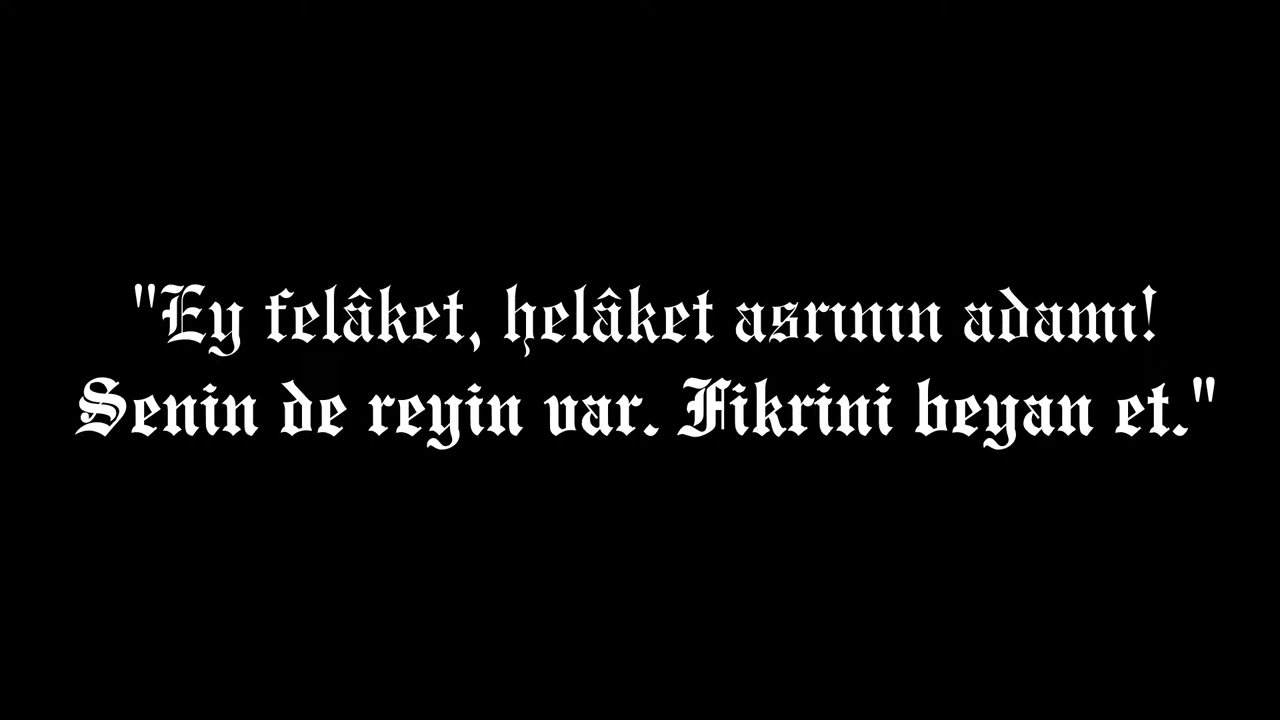 "Ey felâket, helâket asrının adamı!
Senin de reyin var. Fikrini beyan et."